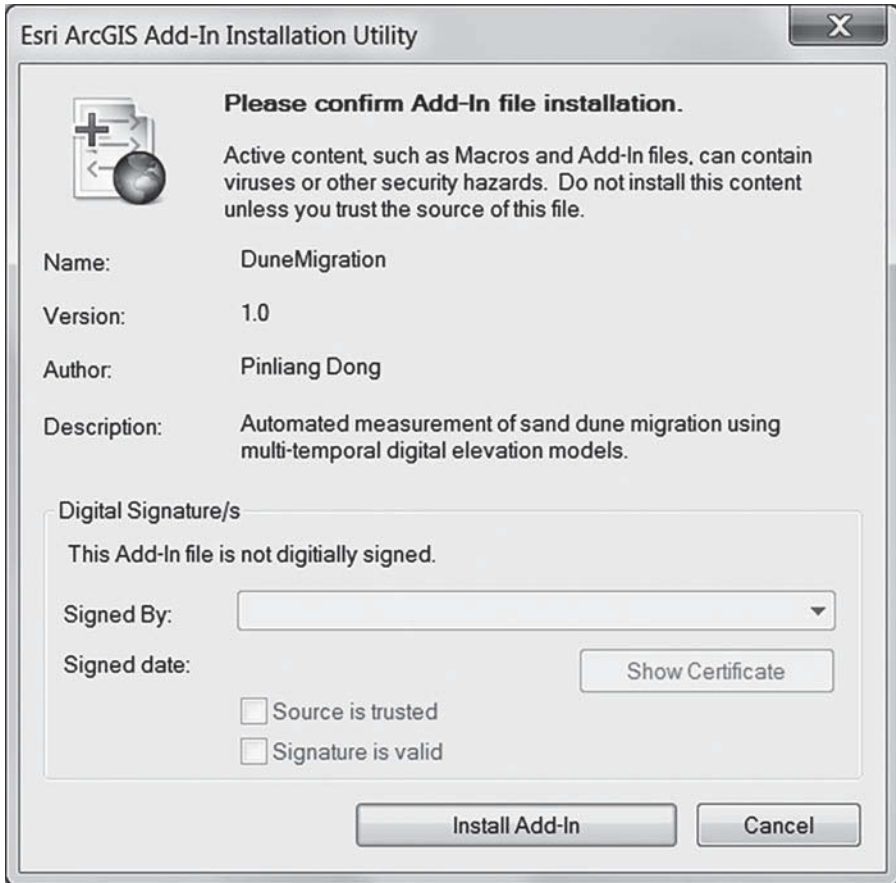 Esri ArcGIS Add-In Installation Utility
X
Please confirm Add-In file installation.
Active content, such as Macros and Add-In files, can contain
viruses or other security hazards. Do not install this content
unless you trust the source of this file.
Name: DuneMigration
Version: 1.0
Author: Pinliang Dong
Description: Automated measurement of sand dune migration using
multi-temporal digital elevation models.
Digital Signature/s
This Add-In file is not digitially signed.
Signed By:
Signed date:
Show Certificate
Source is trusted
Signature is valid
Install Add-In Cancel